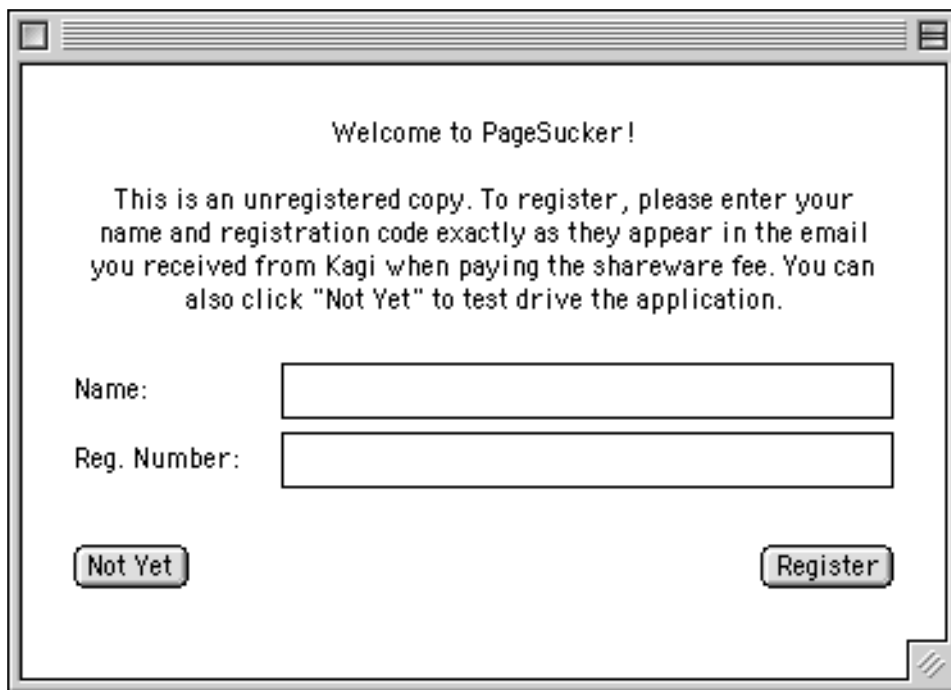 Welcome to PageSucker!
This is an unregistered copy. To register, please enter your
name and registration code exactly as they appear in the email
you received from Kagi when paying the shareware fee. You can
also click "Not Yet" to test drive the application.
Name:
Reg. Number:
Not Yet
Register